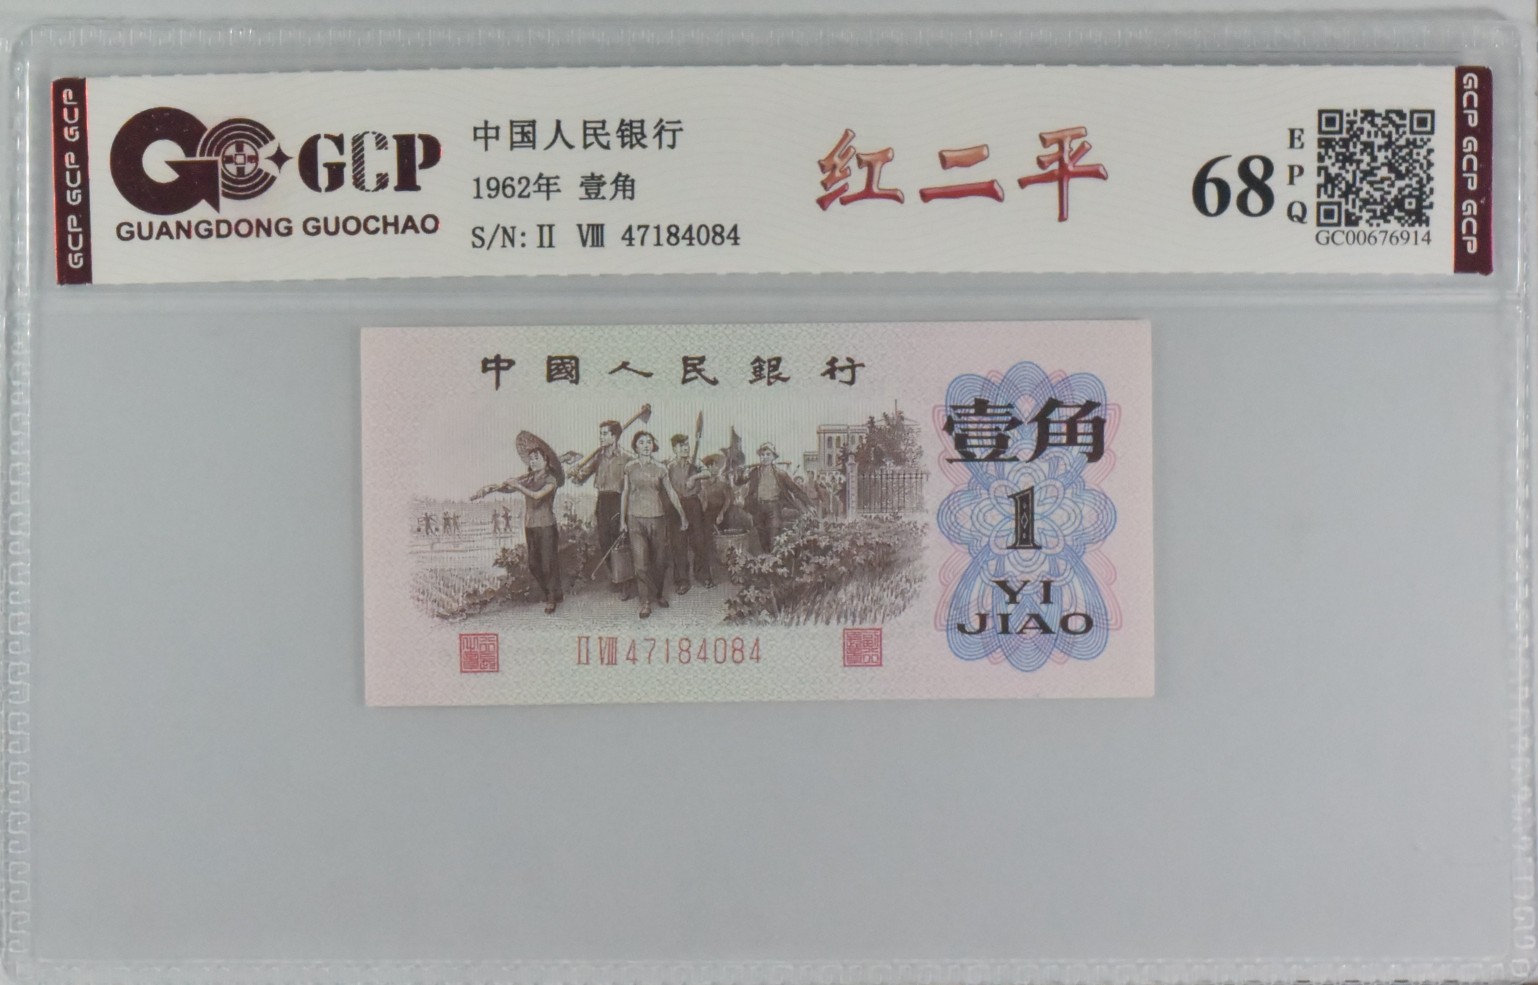 GCP GCP GCP
GCP
GUANGDONG GUOCHAO
中国人民银行
1962年 壹角
S/N: II VIII 47184084
红二平
68
EPQ
GC00676914
GCP GCP GCP
中國人民銀行
壹角
1
YI
JIAO
II VIII 47184084